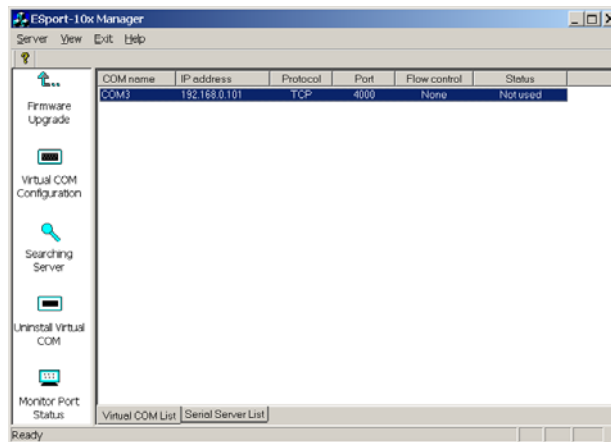 ESport-10x Manager
Server View Exit Help
COM name IP address Protocol Port Flow control Status
COM3 192.168.0.101 TCP 4000 None Not used
Firmware
Upgrade
Virtual COM
Configuration
Searching
Server
Uninstall Virtual
COM
Monitor Port
Status
Virtual COM List Serial Server List
Ready